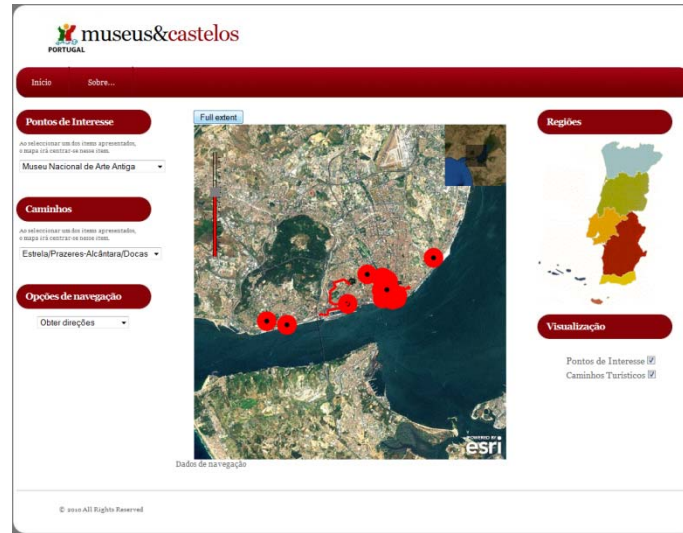 museus&castelos
PORTUGAL
Início
Sobre...
Pontos de Interesse
Ao seleccionar um dos itens apresentados,
o mapa irá centrar-se nesse item.
Museu Nacional de Arte Antiga
Caminhos
Ao seleccionar um dos itens apresentados,
o mapa irá centrar-se nesse item.
Estrela/Prazeres-Alcântara/Docas
Opções de navegação
Obter direções
Full extent
POWERED BY
esri
Dados de navegação
Regiões
Visualização
Pontos de Interesse
Caminhos Turísticos
© 2010 All Rights Reserved